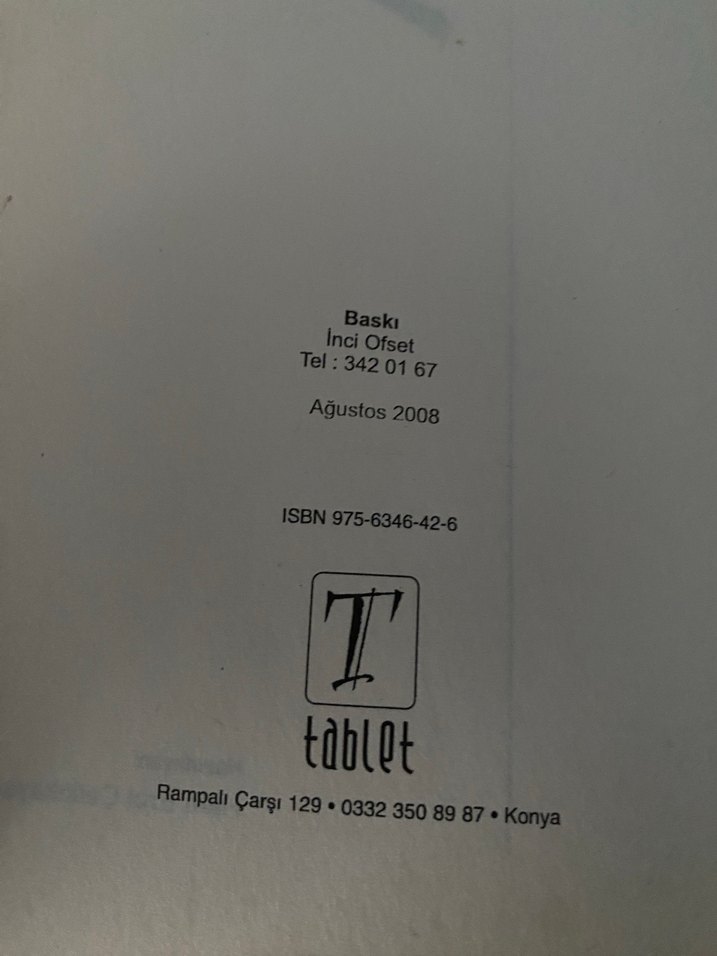 Baskı
İnci Ofset
Tel : 342 01 67
Ağustos 2008
ISBN 975-6346-42-6
T
tablet
Rampalı Çarşı 129 • 0332 350 89 87 • Konya